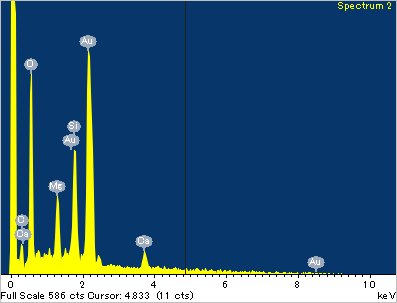 Spectrum 2
Au
O
Si
Au
Mg
C
Ca
Ca
Au
0 2 4 6 8 10
Full Scale 586 cts Cursor: 4.833 (11 cts) keV